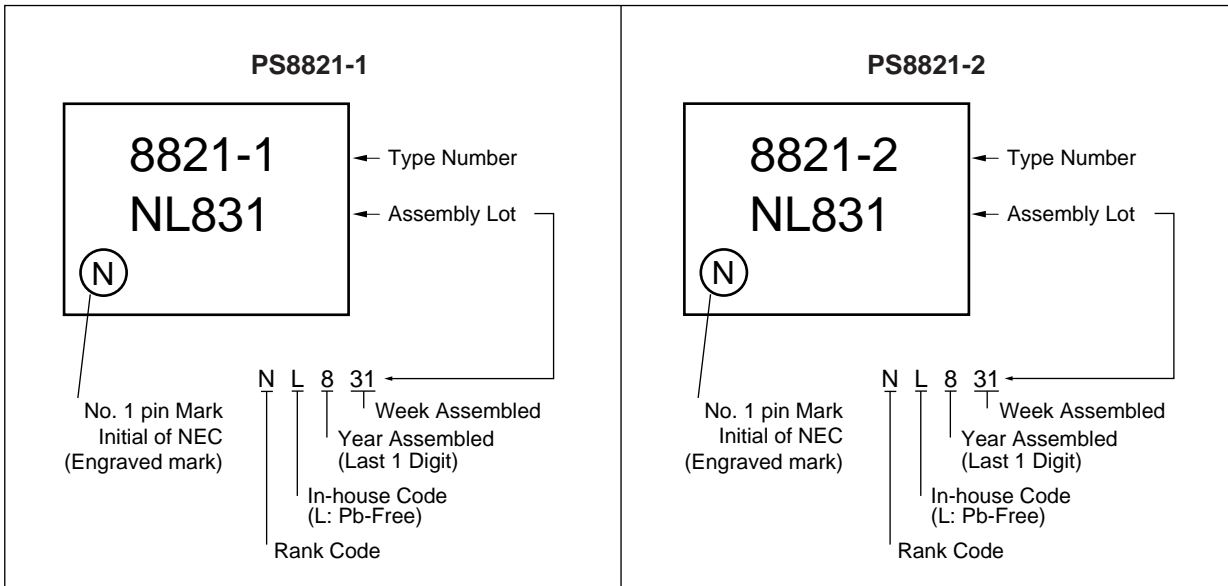 PS8821-1
8821-1
NL831
N
Type Number
Assembly Lot
N L 8 31
No. 1 pin Mark
Initial of NEC
(Engraved mark)
Week Assembled
Year Assembled
(Last 1 Digit)
In-house Code
(L: Pb-Free)
Rank Code
PS8821-2
8821-2
NL831
N
Type Number
Assembly Lot
N L 8 31
No. 1 pin Mark
Initial of NEC
(Engraved mark)
Week Assembled
Year Assembled
(Last 1 Digit)
In-house Code
(L: Pb-Free)
Rank Code